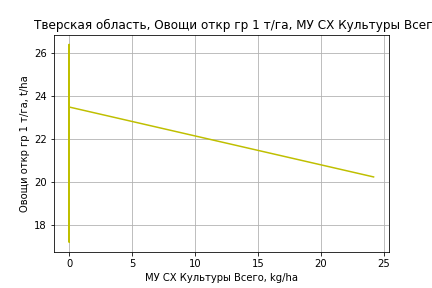 Тверская область, Овощи откр гр 1 т/га, МУ СХ Культуры Всег
26
24
22
20
18
Овощи откр гр 1 т/га, t/ha
0 5 10 15 20 25
МУ СХ Культуры Всего, kg/ha